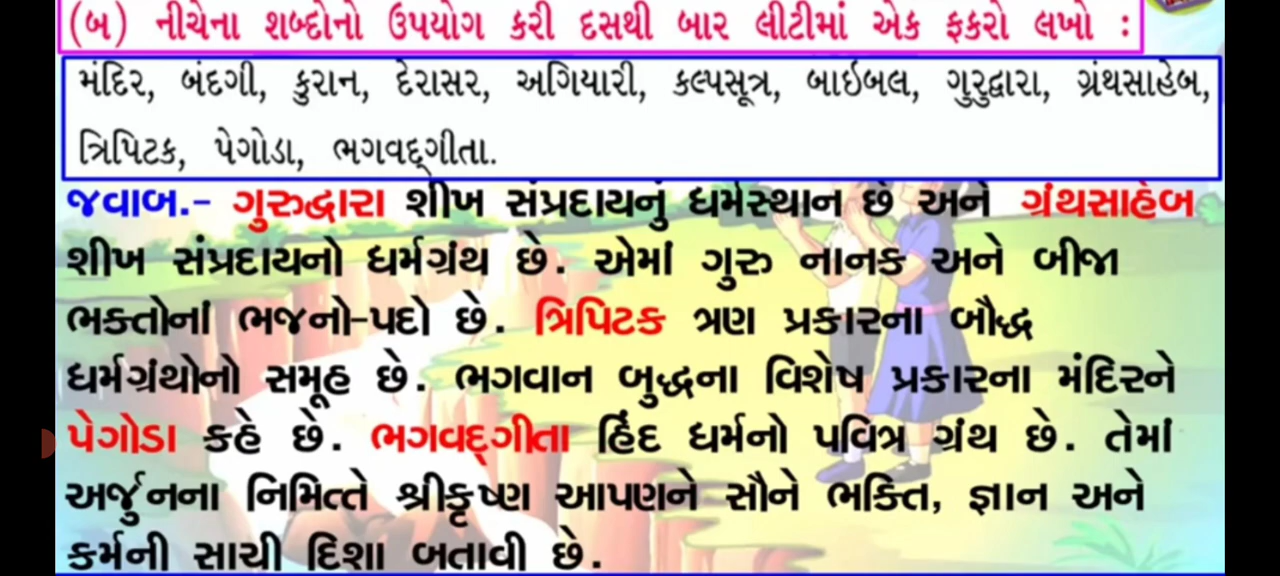 (બ) નીચેના શબ્દોનો ઉપયોગ કરી દસથી બાર લીટીમાં એક ફકરો લખો :
મંદિર, બંદગી, કુરાન, દેરાસર, અગિયારી, કલ્પસૂત્ર, બાઇબલ, ગુરુદ્વારા, ગ્રંથસાહેબ,
ત્રિપિટક, પેગોડા, ભગવદ્‌ગીતા.
જવાબ.- ગુરુદ્વારા શીખ સંપ્રદાયનું ધર્મસ્થાન છે અને ગ્રંથસાહેબ
શીખ સંપ્રદાયનો ધર્મગ્રંથ છે. એમાં ગુરુ નાનક અને બીજા
ભક્તોનાં ભજનો-પદો છે. ત્રિપિટક ત્રણ પ્રકારના બૌદ્ધ
ધર્મગ્રંથોનો સમૂહ છે. ભગવાન બુદ્ધના વિશેષ પ્રકારના મંદિરને
પેગોડા કહે છે. ભગવદ્‌ગીતા હિંદ ધર્મનો પવિત્ર ગ્રંથ છે. તેમાં
અર્જુનના નિમિત્તે શ્રીકૃષ્ણ આપણને સૌને ભક્તિ, જ્ઞાન અને
કર્મની સાચી દિશા બતાવી છે.